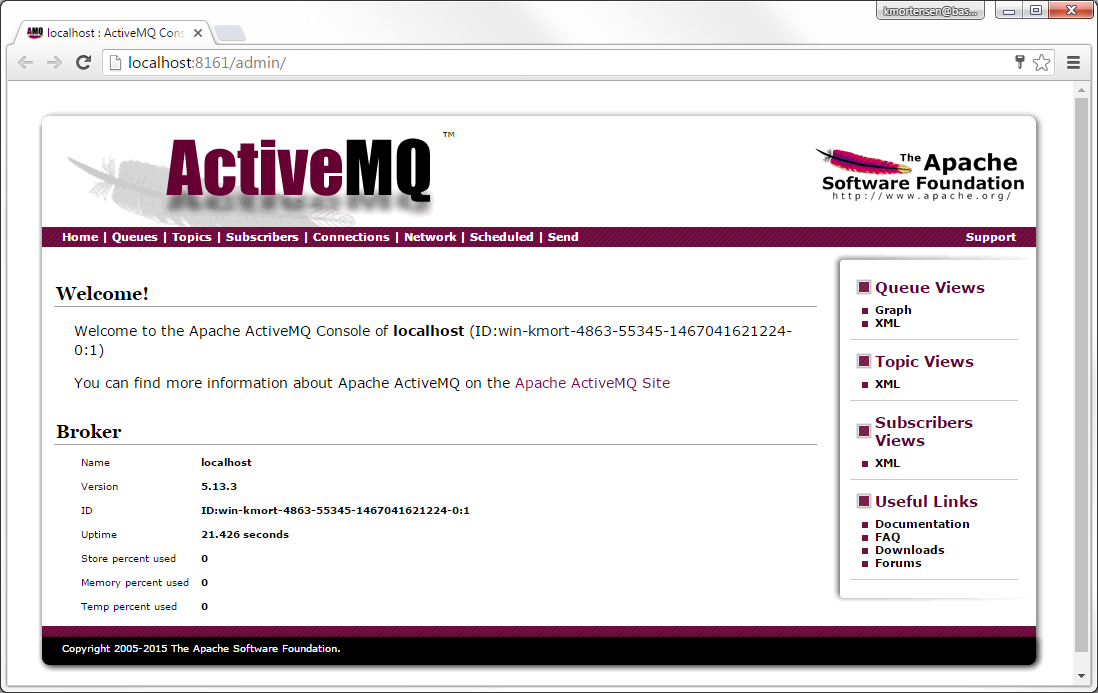 kmortensen@bas...
AMQ localhost : ActiveMQ Cons
localhost:8161/admin/
ActiveMQ ™
The Apache
Software Foundation
http://www.apache.org/
Home | Queues | Topics | Subscribers | Connections | Network | Scheduled | Send
Support
Welcome!
Welcome to the Apache ActiveMQ Console of localhost (ID:win-kmort-4863-55345-1467041621224-
0:1)
You can find more information about Apache ActiveMQ on the Apache ActiveMQ Site
Broker
Name localhost
Version 5.13.3
ID ID:win-kmort-4863-55345-1467041621224-0:1
Uptime 21.426 seconds
Store percent used 0
Memory percent used 0
Temp percent used 0
Queue Views
Graph
XML
Topic Views
XML
Subscribers
Views
XML
Useful Links
Documentation
FAQ
Downloads
Forums
Copyright 2005-2015 The Apache Software Foundation.